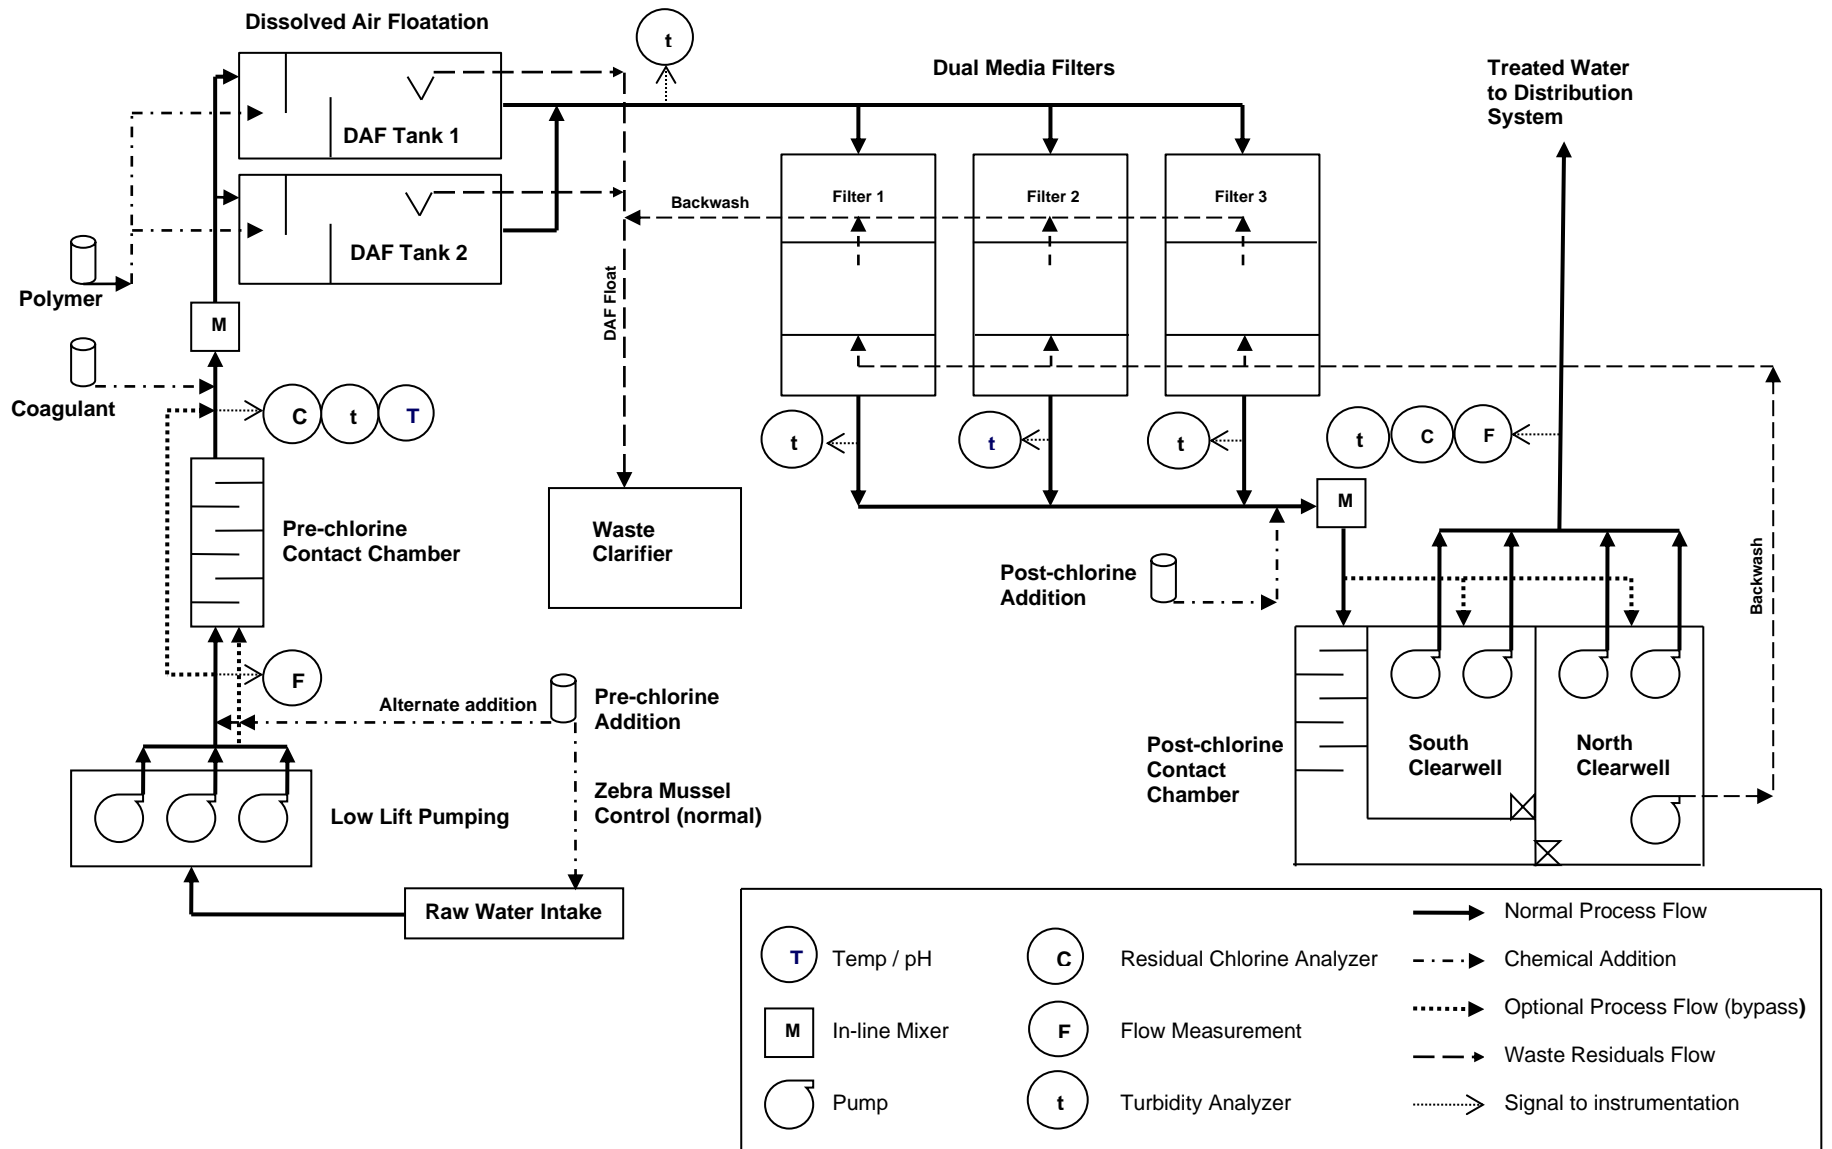 Dissolved Air Floatation
t
Dual Media Filters
Treated Water
to Distribution
System
DAF Tank 1
DAF Tank 2
Filter 1
Filter 2
Filter 3
Backwash
DAF Float
Polymer
M
Coagulant
C
t
T
t
t
t
t
C
F
M
Pre-chlorine
Contact Chamber
Waste
Clarifier
Post-chlorine
Addition
Backwash
F
Alternate addition
Pre-chlorine
Addition
Post-chlorine
Contact
Chamber
South
Clearwell
North
Clearwell
Low Lift Pumping
Zebra Mussel
Control (normal)
Raw Water Intake
T
Temp / pH
C
Residual Chlorine Analyzer
M
In-line Mixer
F
Flow Measurement
Pump
t
Turbidity Analyzer
Normal Process Flow
Chemical Addition
Optional Process Flow (bypass)
Waste Residuals Flow
Signal to instrumentation